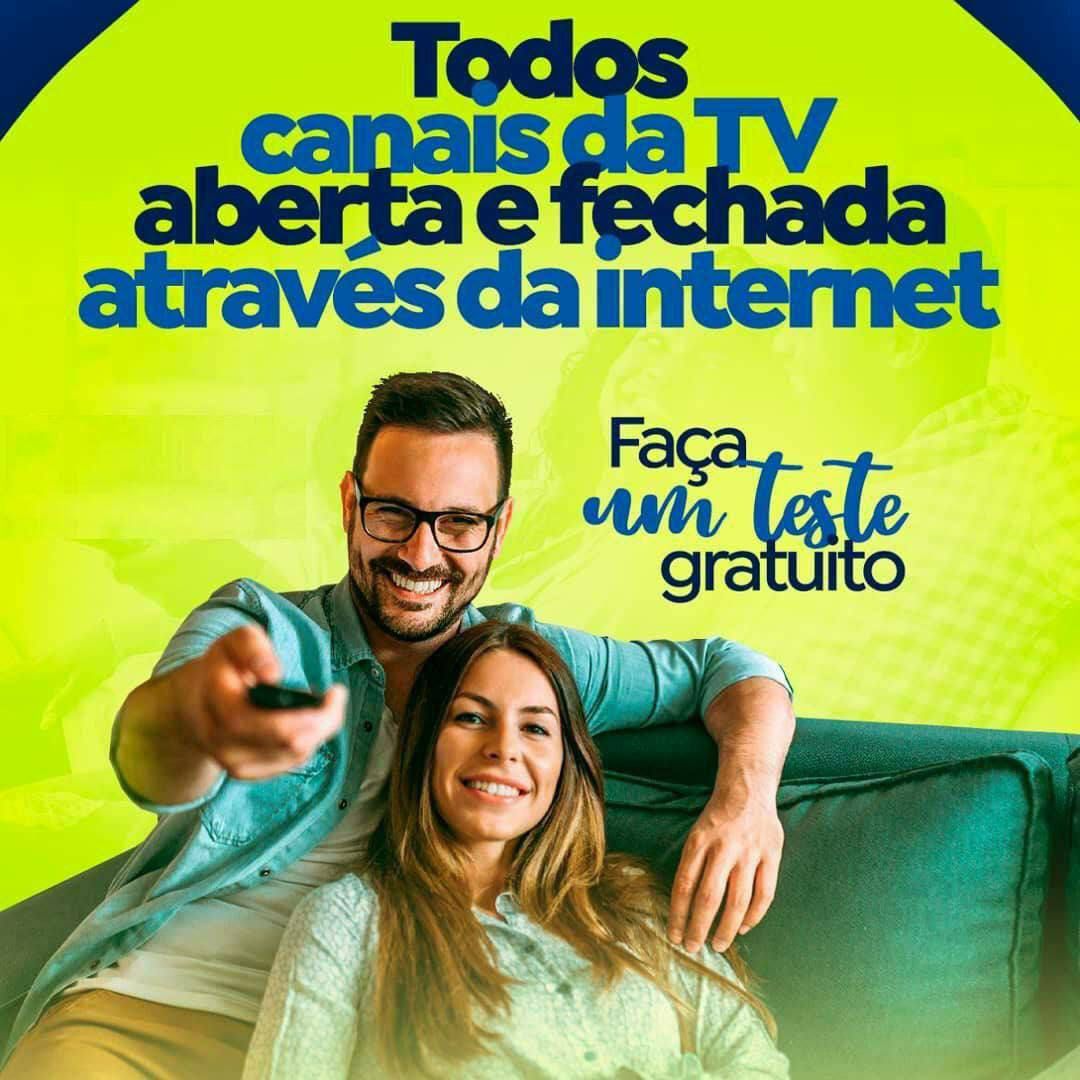 Todos
canais da TV
aberta e fechada
através da internet
Faça
um teste
gratuito